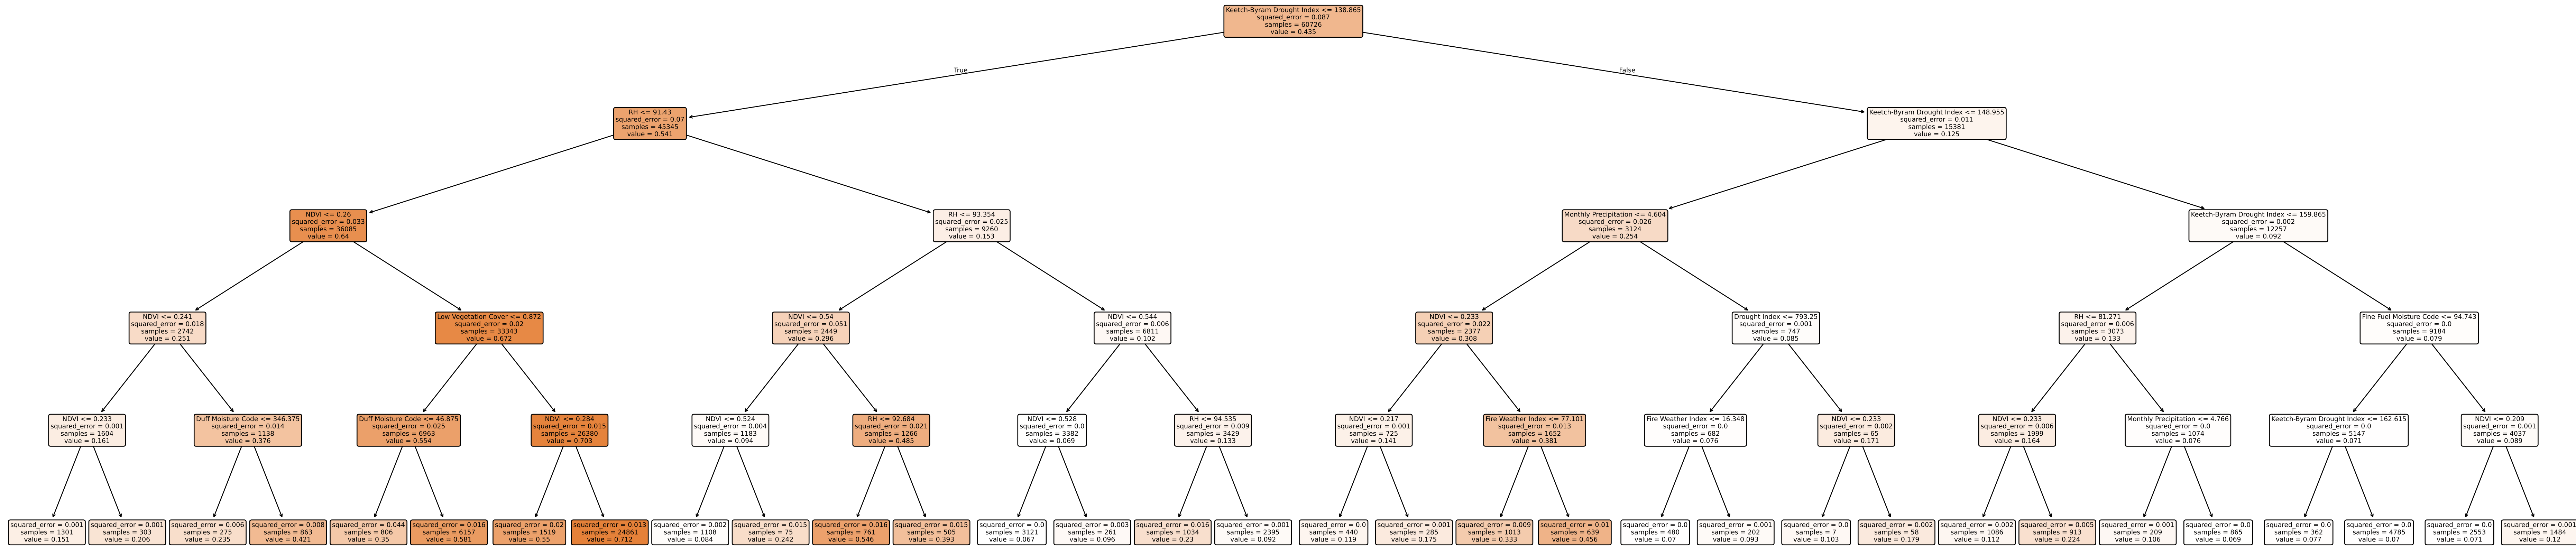 Keetch-Byram Drought Index <= 138.865
squared_error = 0.087
samples = 60726
value = 0.435
True
False
RH <= 91.43
squared_error = 0.07
samples = 45345
value = 0.541
Keetch-Byram Drought Index <= 148.955
squared_error = 0.011
samples = 15381
value = 0.125
NDVI <= 0.26
squared_error = 0.033
samples = 36085
value = 0.64
RH <= 93.354
squared_error = 0.025
samples = 9260
value = 0.153
Monthly Precipitation <= 4.604
squared_error = 0.026
samples = 3124
value = 0.254
Keetch-Byram Drought Index <= 159.865
squared_error = 0.002
samples = 12257
value = 0.092
NDVI <= 0.241
squared_error = 0.018
samples = 2742
value = 0.251
Low Vegetation Cover <= 0.872
squared_error = 0.02
samples = 33343
value = 0.672
NDVI <= 0.54
squared_error = 0.051
samples = 2449
value = 0.296
NDVI <= 0.544
squared_error = 0.006
samples = 6811
value = 0.102
NDVI <= 0.233
squared_error = 0.022
samples = 2377
value = 0.308
Drought Index <= 793.25
squared_error = 0.001
samples = 747
value = 0.085
RH <= 81.271
squared_error = 0.006
samples = 3073
value = 0.133
Fine Fuel Moisture Code <= 94.743
squared_error = 0.0
samples = 9184
value = 0.079
NDVI <= 0.233
squared_error = 0.001
samples = 1604
value = 0.161
Duff Moisture Code <= 346.375
squared_error = 0.014
samples = 1138
value = 0.376
Duff Moisture Code <= 46.875
squared_error = 0.025
samples = 6963
value = 0.554
NDVI <= 0.284
squared_error = 0.015
samples = 26380
value = 0.703
NDVI <= 0.524
squared_error = 0.004
samples = 1183
value = 0.094
RH <= 92.684
squared_error = 0.021
samples = 1266
value = 0.485
NDVI <= 0.528
squared_error = 0.0
samples = 3382
value = 0.069
RH <= 94.535
squared_error = 0.009
samples = 3429
value = 0.133
NDVI <= 0.217
squared_error = 0.001
samples = 725
value = 0.141
Fire Weather Index <= 77.101
squared_error = 0.013
samples = 1652
value = 0.381
Fire Weather Index <= 16.348
squared_error = 0.0
samples = 682
value = 0.076
NDVI <= 0.233
squared_error = 0.002
samples = 65
value = 0.171
NDVI <= 0.233
squared_error = 0.006
samples = 1999
value = 0.164
Monthly Precipitation <= 4.766
squared_error = 0.0
samples = 1074
value = 0.076
Keetch-Byram Drought Index <= 162.615
squared_error = 0.0
samples = 5147
value = 0.071
NDVI <= 0.209
squared_error = 0.001
samples = 4037
value = 0.089
squared_error = 0.001
samples = 1301
value = 0.151
squared_error = 0.001
samples = 303
value = 0.206
squared_error = 0.006
samples = 275
value = 0.235
squared_error = 0.008
samples = 863
value = 0.421
squared_error = 0.044
samples = 806
value = 0.35
squared_error = 0.016
samples = 6157
value = 0.581
squared_error = 0.02
samples = 1519
value = 0.55
squared_error = 0.013
samples = 24861
value = 0.712
squared_error = 0.002
samples = 1108
value = 0.084
squared_error = 0.015
samples = 75
value = 0.242
squared_error = 0.016
samples = 761
value = 0.546
squared_error = 0.015
samples = 505
value = 0.393
squared_error = 0.0
samples = 3121
value = 0.067
squared_error = 0.003
samples = 261
value = 0.096
squared_error = 0.016
samples = 1034
value = 0.23
squared_error = 0.001
samples = 2395
value = 0.092
squared_error = 0.0
samples = 440
value = 0.119
squared_error = 0.001
samples = 285
value = 0.175
squared_error = 0.009
samples = 1013
value = 0.333
squared_error = 0.01
samples = 639
value = 0.456
squared_error = 0.0
samples = 480
value = 0.07
squared_error = 0.001
samples = 202
value = 0.093
squared_error = 0.0
samples = 7
value = 0.103
squared_error = 0.002
samples = 58
value = 0.179
squared_error = 0.002
samples = 1086
value = 0.112
squared_error = 0.005
samples = 913
value = 0.224
squared_error = 0.001
samples = 209
value = 0.106
squared_error = 0.0
samples = 865
value = 0.069
squared_error = 0.0
samples = 362
value = 0.077
squared_error = 0.0
samples = 4785
value = 0.07
squared_error = 0.0
samples = 2553
value = 0.071
squared_error = 0.001
samples = 1484
value = 0.12